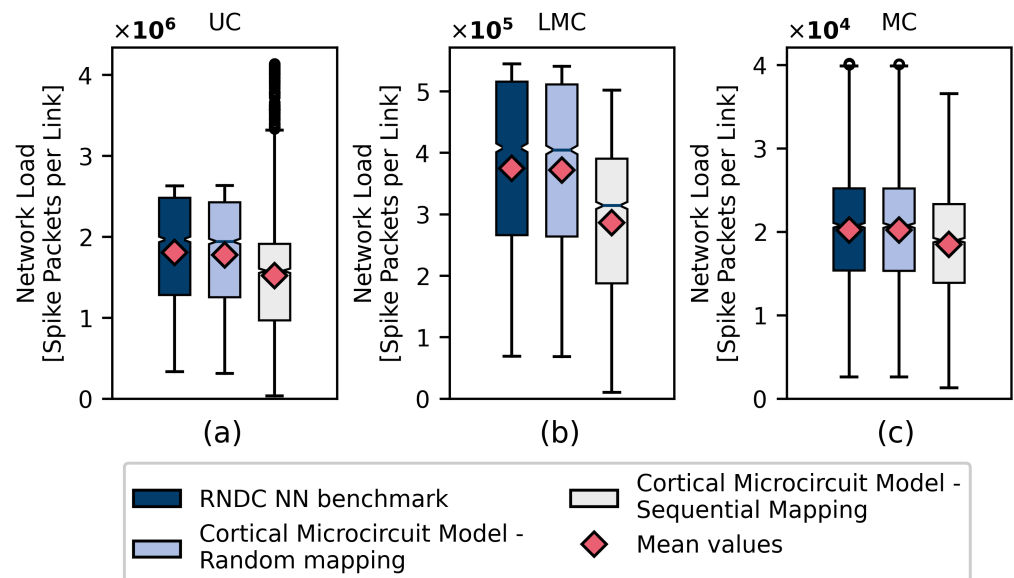 ×10⁶ UC
Network Load
[Spike Packets per Link]
4
3
2
1
0
(a)
×10⁵ LMC
Network Load
[Spike Packets per Link]
5
4
3
2
1
0
(b)
×10⁴ MC
Network Load
[Spike Packets per Link]
4
3
2
1
0
(c)
RNDC NN benchmark
Cortical Microcircuit Model -
Random mapping
Cortical Microcircuit Model -
Sequential Mapping
Mean values